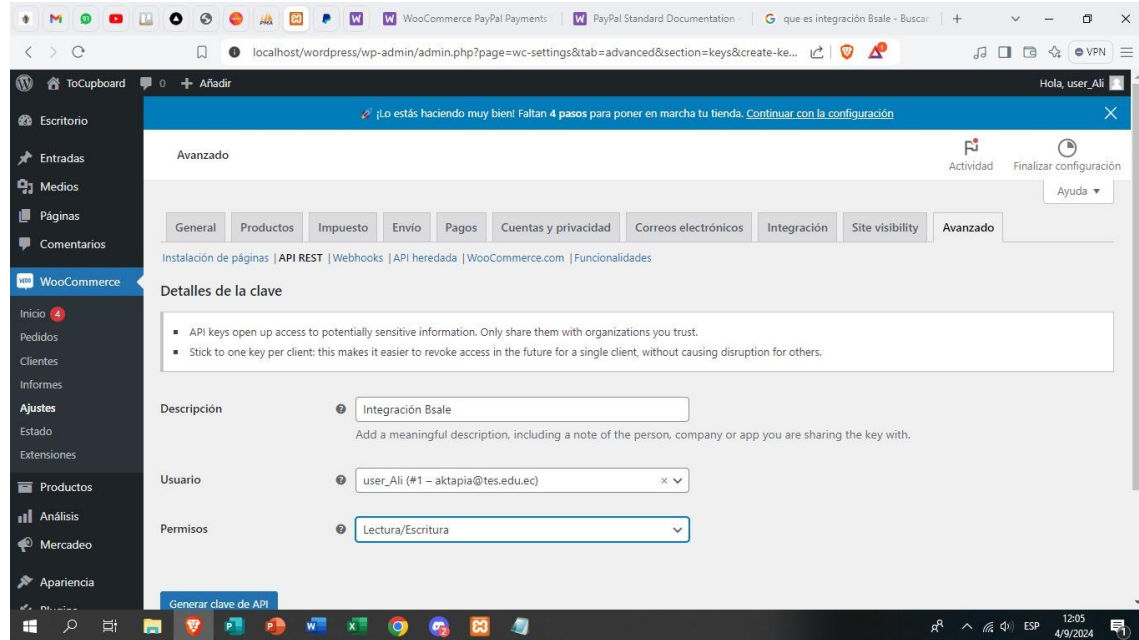 WooCommerce PayPal Payments
PayPal Standard Documentation -
que es integración Bsale - Buscar
localhost/wordpress/wp-admin/admin.php?page=wc-settings&tab=advanced&section=keys&create-ke...
VPN
ToCupboard 0 + Añadir
Hola, user_Ali
¡Lo estás haciendo muy bien! Faltan 4 pasos para poner en marcha tu tienda. Continuar con la configuración
Escritorio
Entradas
Medios
Páginas
Comentarios
WooCommerce
Inicio 4
Pedidos
Clientes
Informes
Ajustes
Estado
Extensiones
Productos
Análisis
Mercadeo
Apariencia
Avanzado
Actividad
Finalizar configuración
Ayuda
General Productos Impuesto Envío Pagos Cuentas y privacidad Correos electrónicos Integración Site visibility Avanzado
Instalación de páginas | API REST | Webhooks | API heredada | WooCommerce.com | Funcionalidades
Detalles de la clave
API keys open up access to potentially sensitive information. Only share them with organizations you trust.
Stick to one key per client: this makes it easier to revoke access in the future for a single client, without causing disruption for others.
Descripción
Integración Bsale
Add a meaningful description, including a note of the person, company or app you are sharing the key with.
Usuario
user_Ali (#1 – aktapia@tes.edu.ec)
Permisos
Lectura/Escritura
Generar clave de API
ESP
12:05
4/9/2024